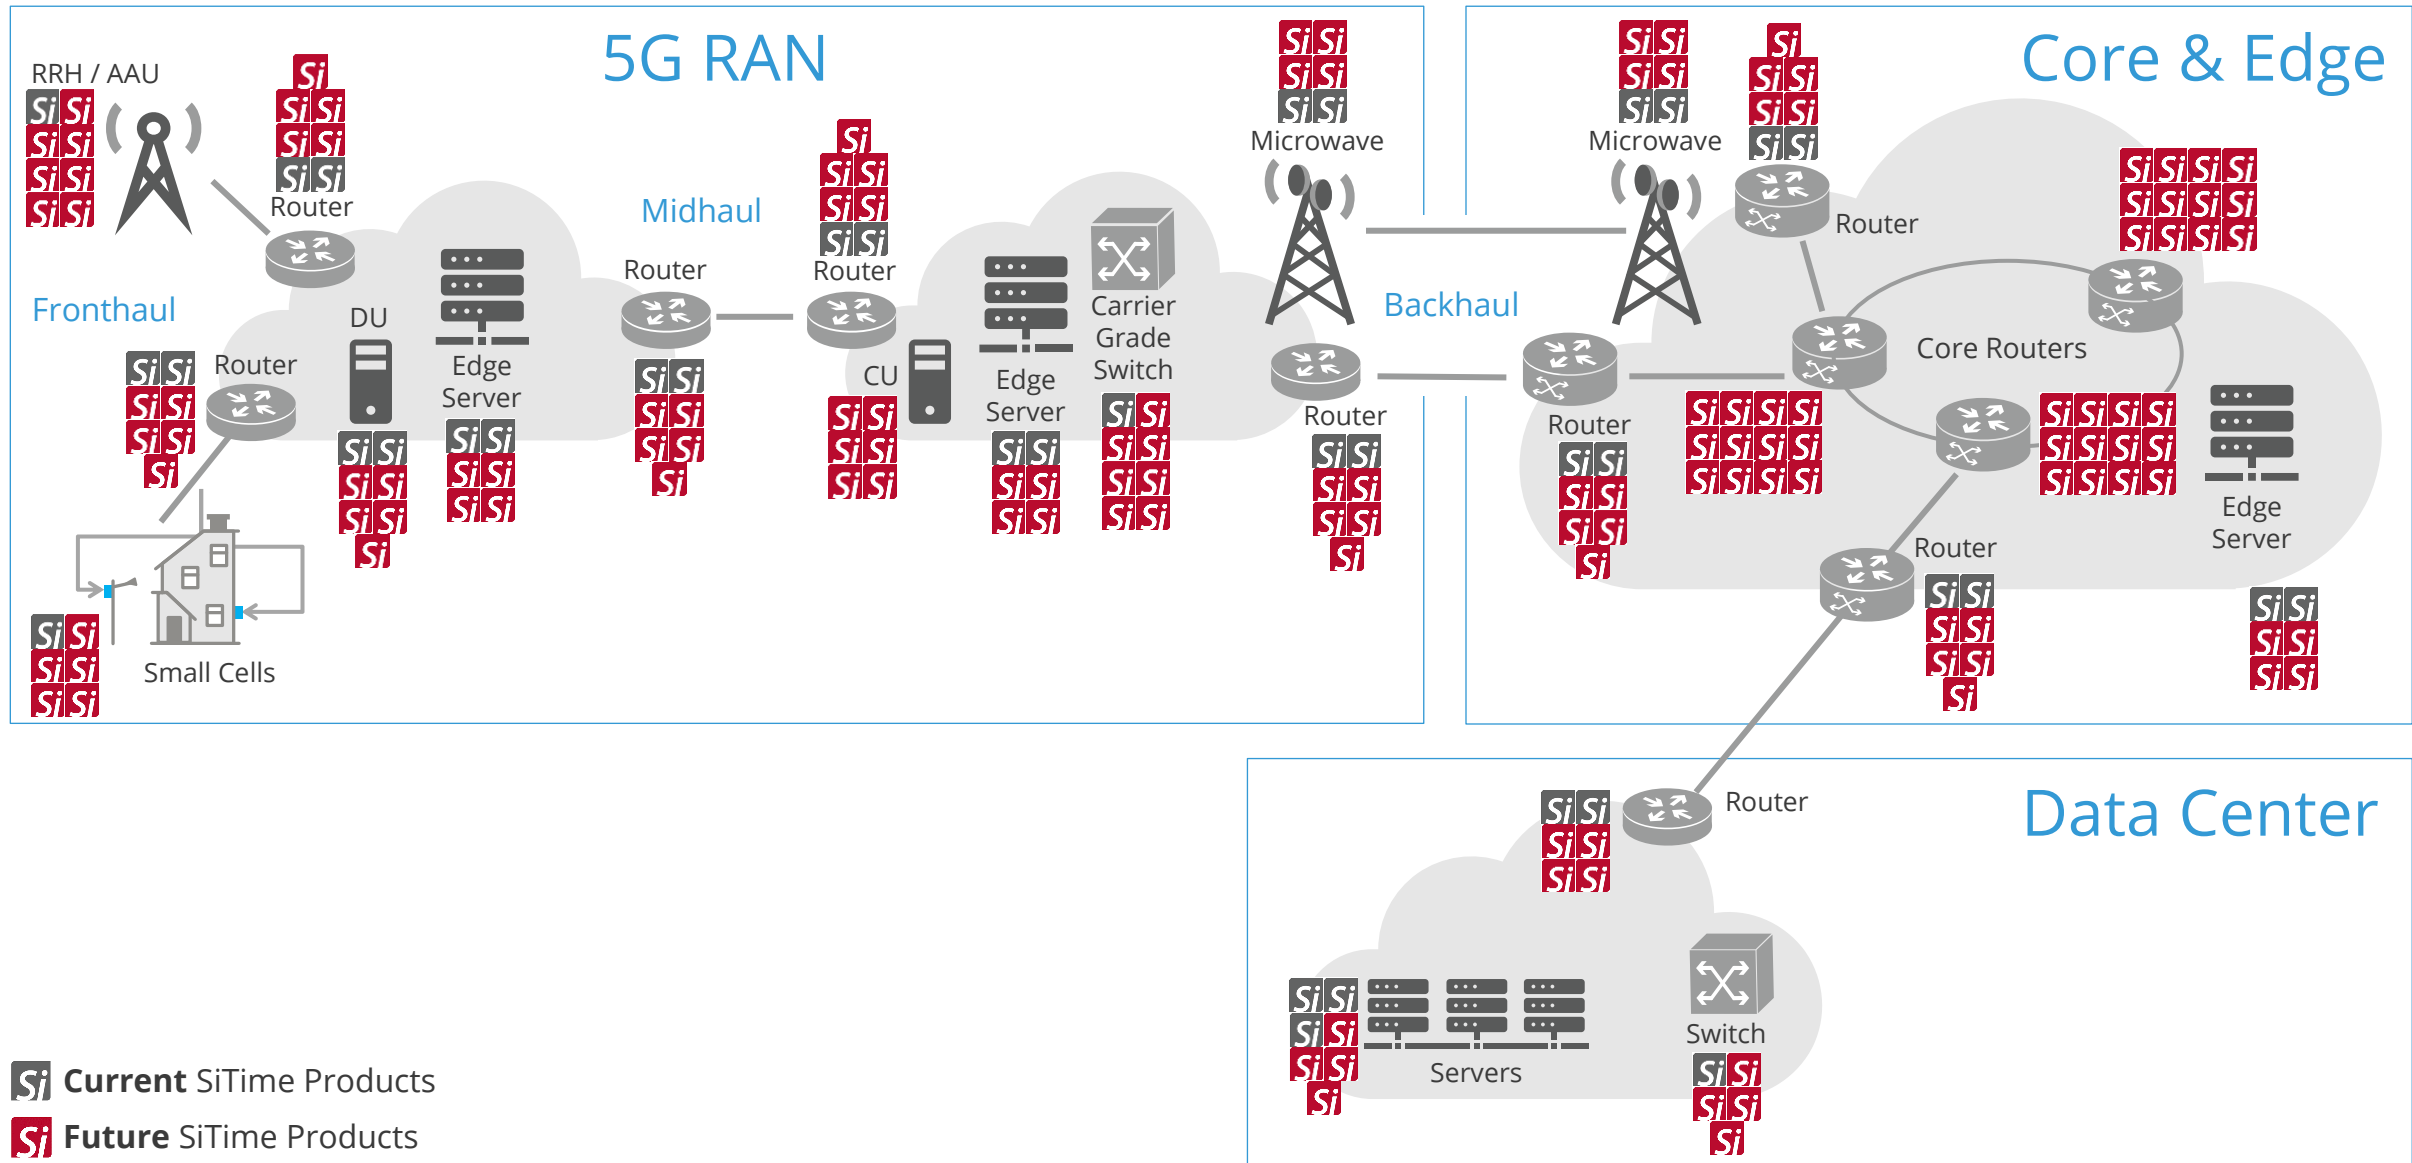 5G RAN
Core & Edge
RRH / AAU
Router
Microwave
Microwave
Router
Midhaul
Router
Router
Fronthaul
DU
Router
Edge
Server
CU
Edge
Server
Carrier
Grade
Switch
Backhaul
Router
Router
Core Routers
Edge
Server
Router
Small Cells
Data Center
Router
Servers
Switch
Si Current SiTime Products
Si Future SiTime Products